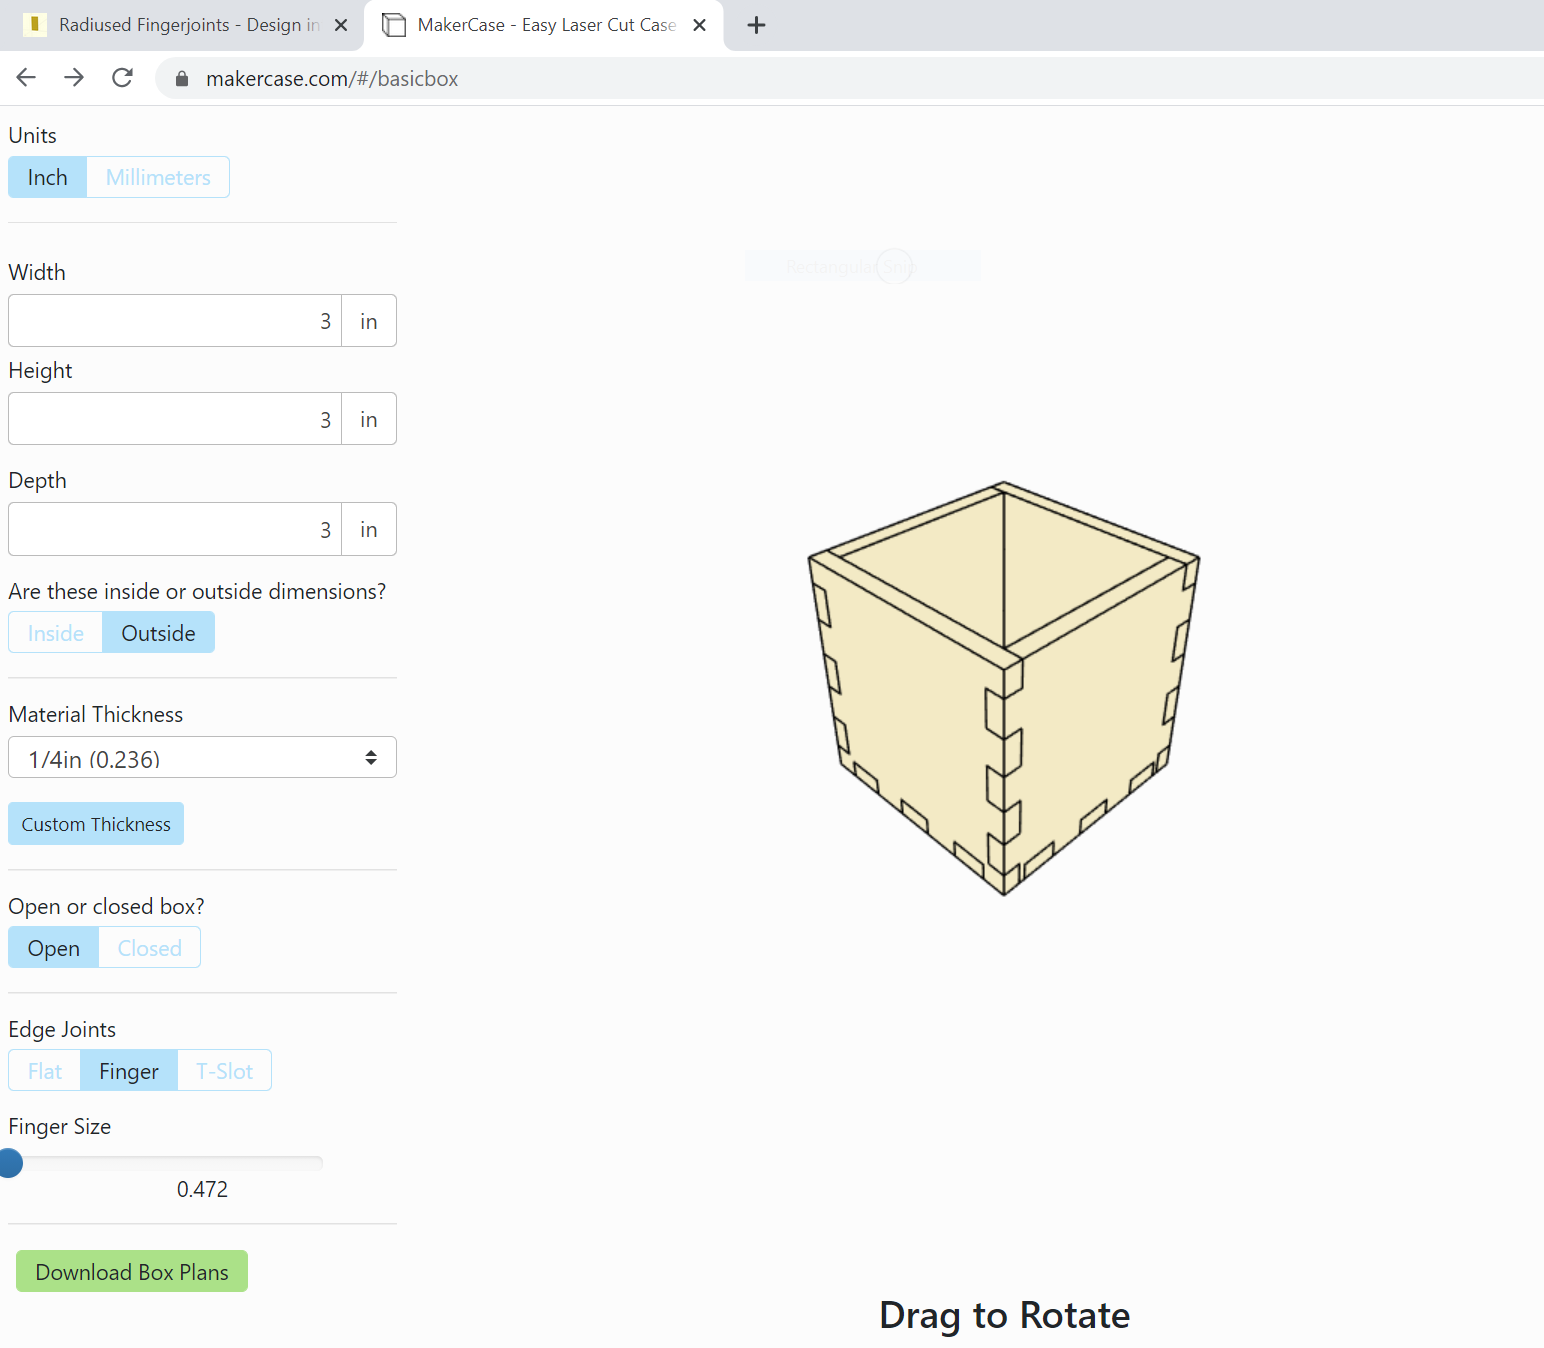 Radiused Fingerjoints - Design in
MakerCase - Easy Laser Cut Case
makercase.com/#/basicbox
Units
Inch Millimeters
Width
3 in
Height
3 in
Depth
3 in
Are these inside or outside dimensions?
Inside Outside
Material Thickness
1/4in (0.236)
Custom Thickness
Open or closed box?
Open Closed
Edge Joints
Flat Finger T-Slot
Finger Size
0.472
Download Box Plans
Rectangular Snip
Drag to Rotate